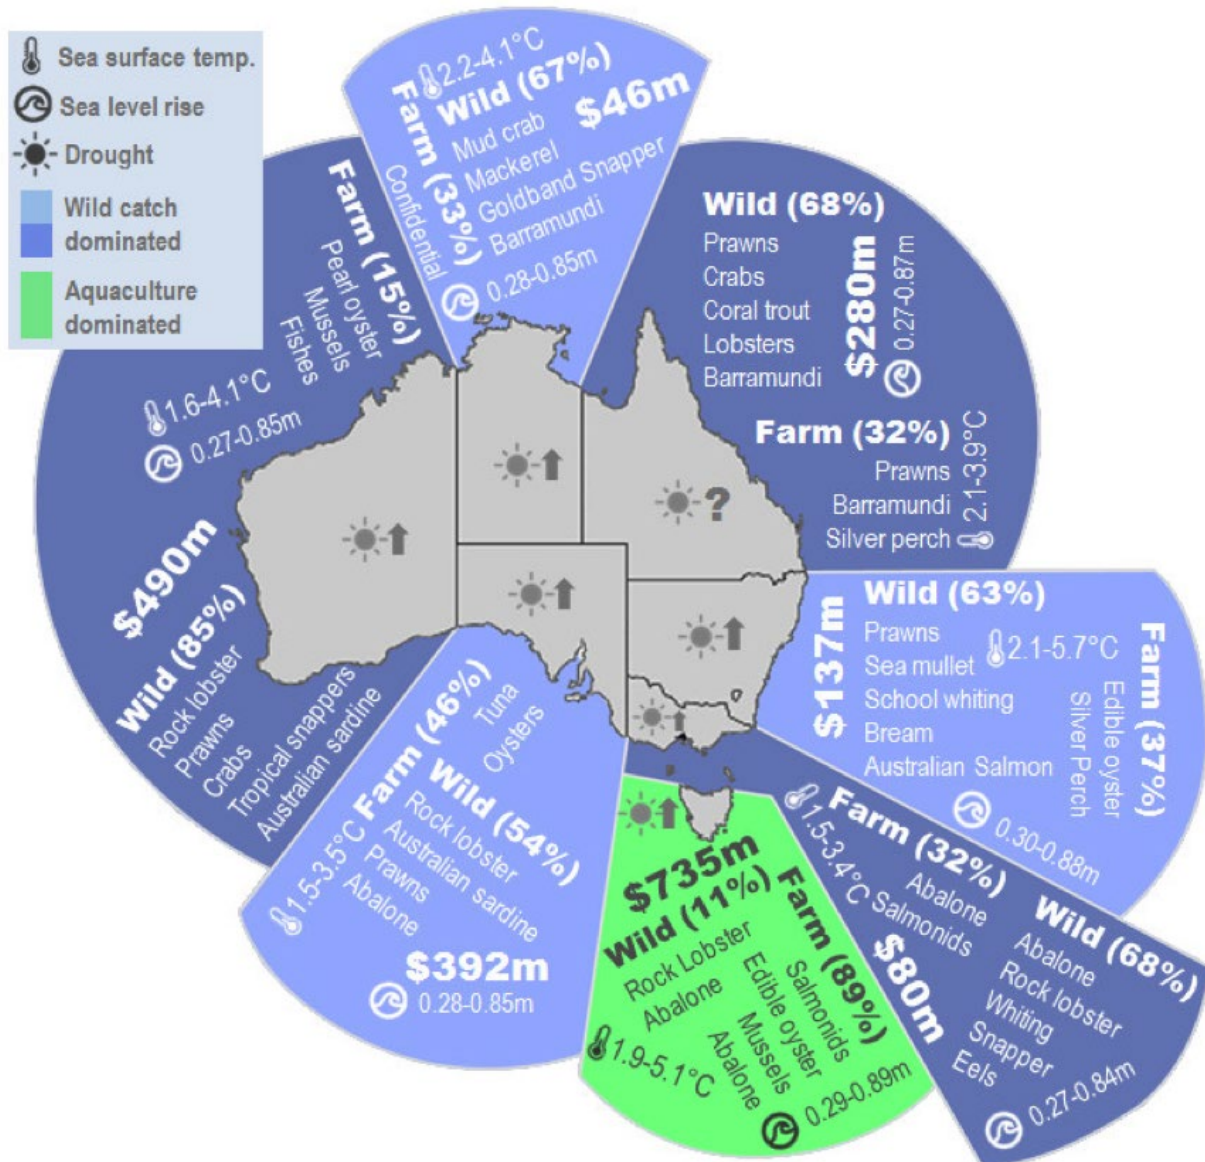 Sea surface temp.
Sea level rise
Drought
Wild catch
dominated
Aquaculture
dominated
2.2-4.1°C
Farm (33%)
Confidential
Wild (67%)
$46m
Mud crab
Mackerel
Goldband Snapper
Barramundi
0.28-0.85m
Wild (68%)
Prawns
Crabs
Coral trout
Lobsters
Barramundi
$280m
0.27-0.87m
Farm (32%)
Prawns
Barramundi
Silver perch
2.1-3.9°C
?
Wild (63%)
$137m
Prawns
Sea mullet
School whiting
Bream
Australian Salmon
2.1-5.7°C
Farm (37%)
Edible oyster
Silver Perch
0.30-0.88m
1.5-3.4°C
Farm (32%)
Abalone
Salmonids
$80m
Wild (68%)
Abalone
Rock lobster
Whiting
Snapper
Eels
0.27-0.84m
$735m
Wild (11%)
Rock Lobster
Abalone
Farm (89%)
Salmonids
Edible oyster
Mussels
Abalone
1.9-5.1°C
0.29-0.89m
Farm (46%)
Tuna
Oysters
Wild (54%)
Rock lobster
Australian sardine
Prawns
Abalone
1.5-3.5°C
$392m
0.28-0.85m
Farm (15%)
Pearl oyster
Mussels
Fishes
1.6-4.1°C
0.27-0.85m
$490m
Wild (85%)
Rock lobster
Prawns
Crabs
Tropical snappers
Australian sardine